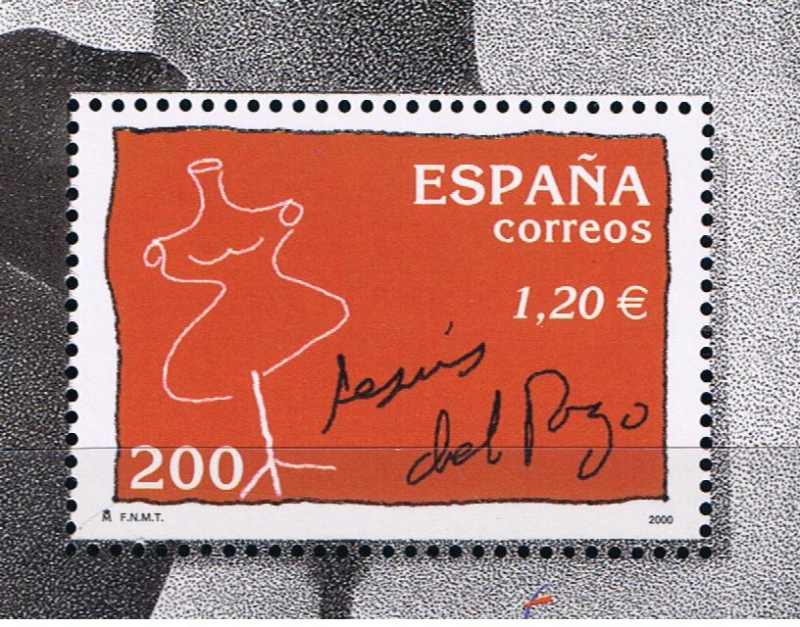 ESPAÑA
correos
1,20 €
Jesús
del Pozo
200
F.N.M.T.
2000